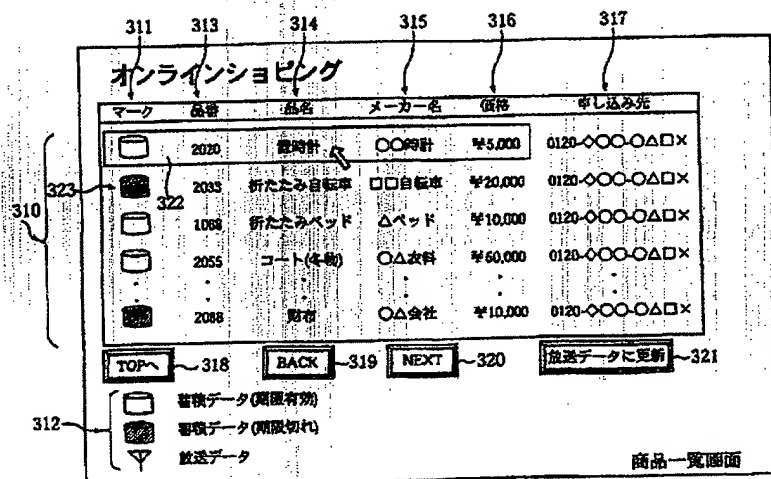 311 313 314 315 316 317
オンラインショッピング
マーク 品番 品名 メーカー名 価格 申し込み先
2020 置時計 〇〇時計 ¥5,000 0120-◇〇〇-〇△□×
322
323 2033 折たたみ自転車 □□自転車 ¥20,000 0120-◇〇〇-〇△□×
310
1068 折たたみベッド △ベッド ¥10,000 0120-◇〇〇-〇△□×
2055 コート(冬物) 〇△衣料 ¥60,000 0120-◇〇〇-〇△□×
2088 財布 〇△会社 ¥10,000 0120-◇〇〇-〇△□×
TOPへ 318 BACK 319 NEXT 320 放送データに更新 321
蓄積データ(期限有効)
312 蓄積データ(期限切れ)
放送データ
商品一覧画面